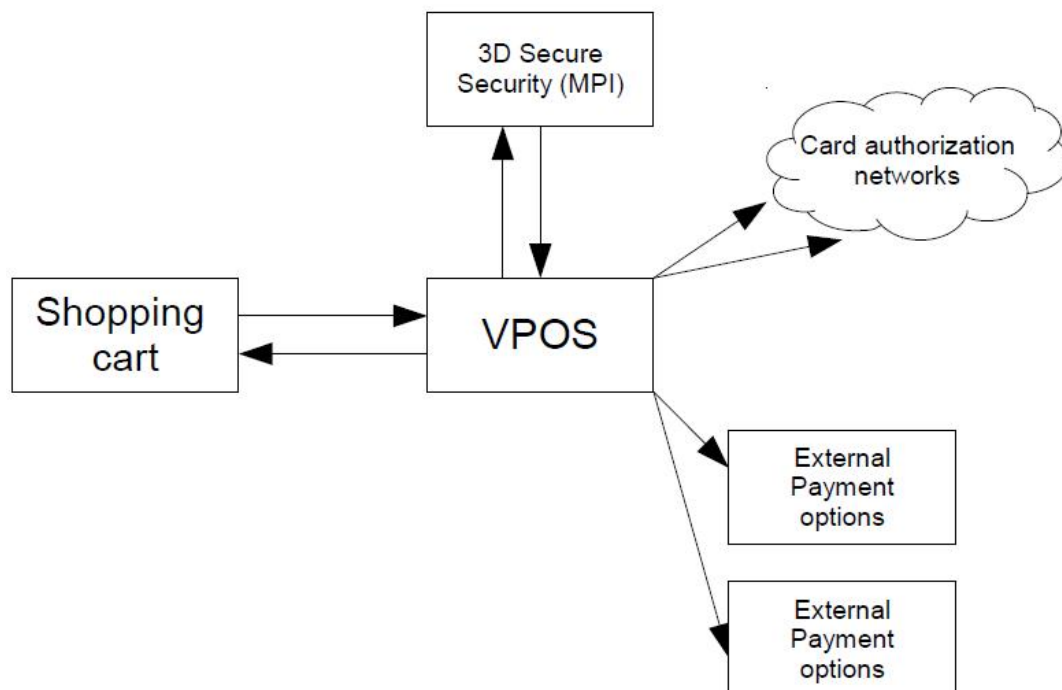 3D Secure
Security (MPI)
Card authorization
networks
Shopping
cart
VPOS
External
Payment
options
External
Payment
options